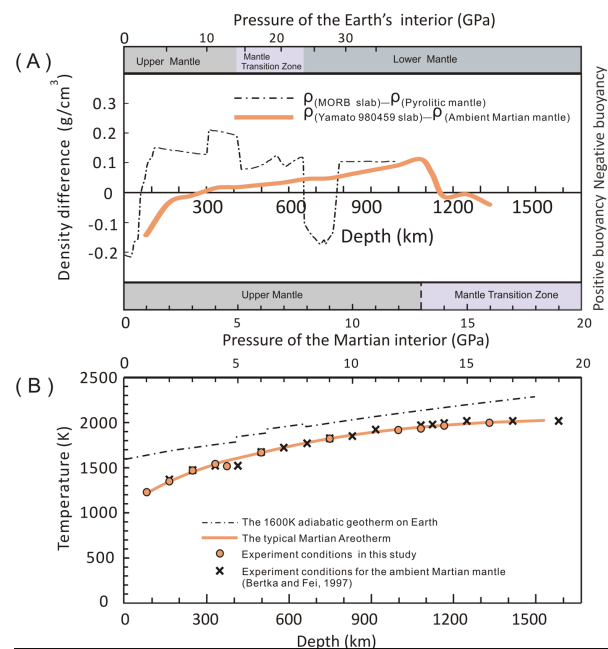 Pressure of the Earth's interior (GPa)
0 10 20 30
(A)
Upper Mantle
Mantle
Transition Zone
Lower Mantle
ρ(MORB slab)—ρ(Pyrolitic mantle)
ρ(Yamato 980459 slab)—ρ(Ambient Martian mantle)
Density difference (g/cm³)
0.3
0.2
0.1
0
-0.1
-0.2
300 600 900 1200 1500
Depth (km)
Positive buoyancy Negative buoyancy
Upper Mantle
Mantle Transition Zone
0 5 10 15 20
Pressure of the Martian interior (GPa)
(B)
0 5 10 15 20
Temperature (K)
2500
2000
1500
1000
500
0
The 1600K adiabatic geotherm on Earth
The typical Martian Areotherm
Experiment conditions in this study
Experiment conditions for the ambient Martian mantle
(Bertka and Fei, 1997)
0 300 600 900 1200 1500
Depth (km)